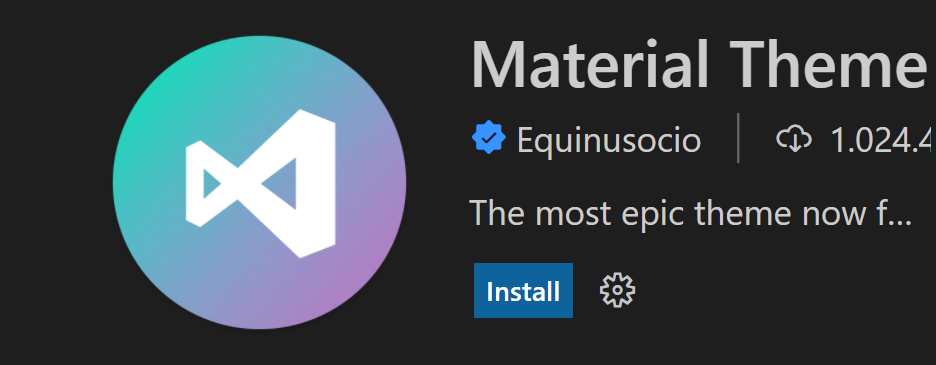 Material Theme
Equinusocio
1.024.4
The most epic theme now f...
Install